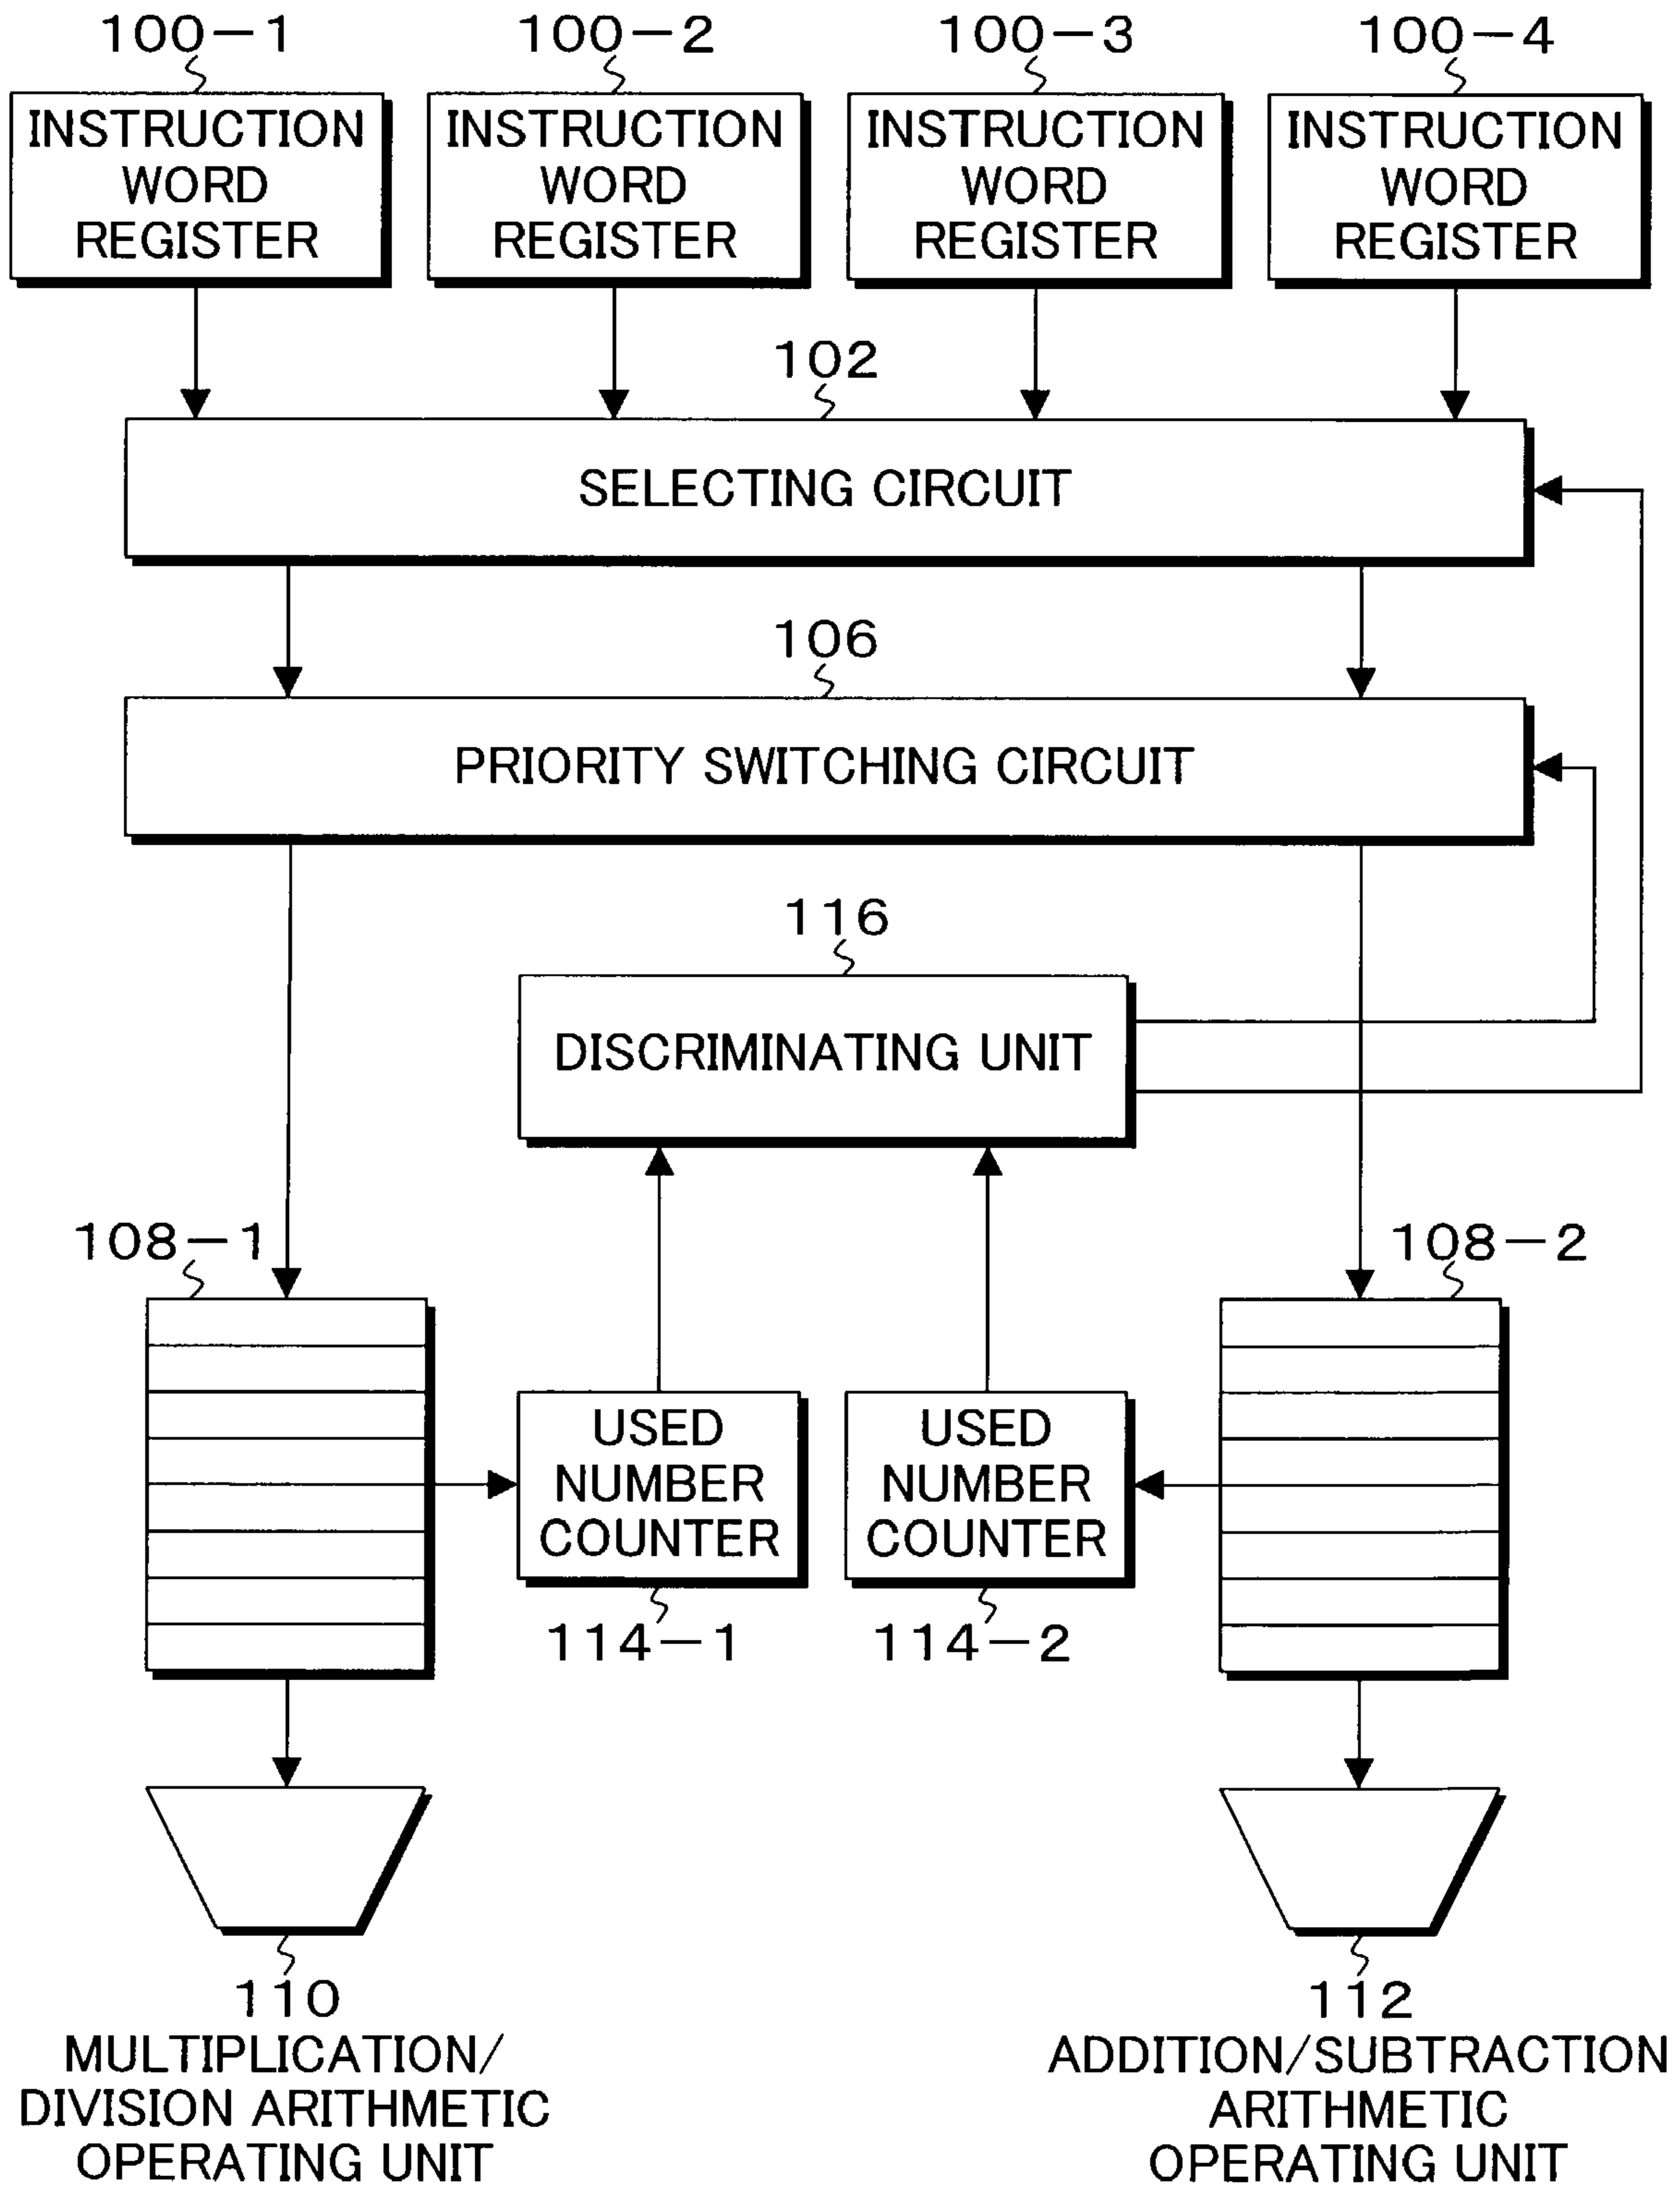 100-1 100-2 100-3 100-4
INSTRUCTION WORD REGISTER
INSTRUCTION WORD REGISTER
INSTRUCTION WORD REGISTER
INSTRUCTION WORD REGISTER
102
SELECTING CIRCUIT
106
PRIORITY SWITCHING CIRCUIT
116
DISCRIMINATING UNIT
108-1
108-2
USED
NUMBER
COUNTER
114-1
USED
NUMBER
COUNTER
114-2
110
MULTIPLICATION/
DIVISION ARITHMETIC
OPERATING UNIT
112
ADDITION/SUBTRACTION
ARITHMETIC
OPERATING UNIT